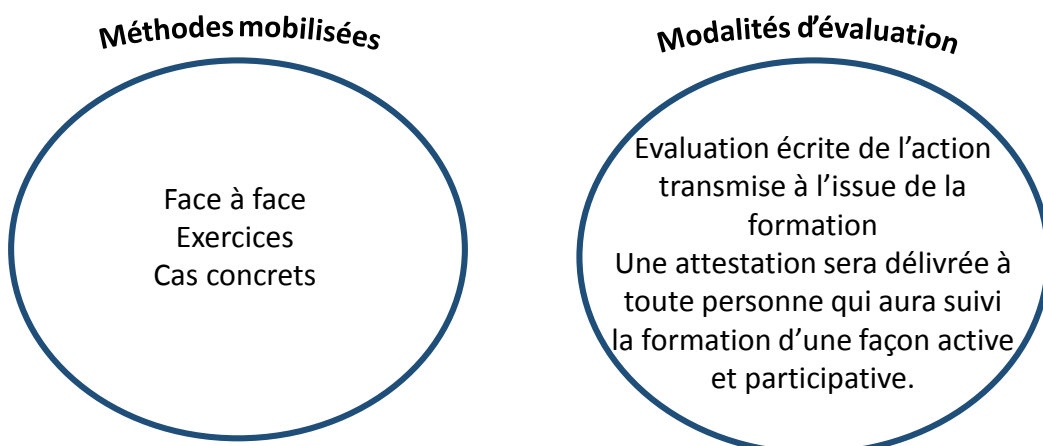 Méthodes mobilisées
Face à face
Exercices
Cas concrets
Modalités d'évaluation
Evaluation écrite de l'action
transmise à l'issue de la
formation
Une attestation sera délivrée à
toute personne qui aura suivi
la formation d'une façon active
et participative.